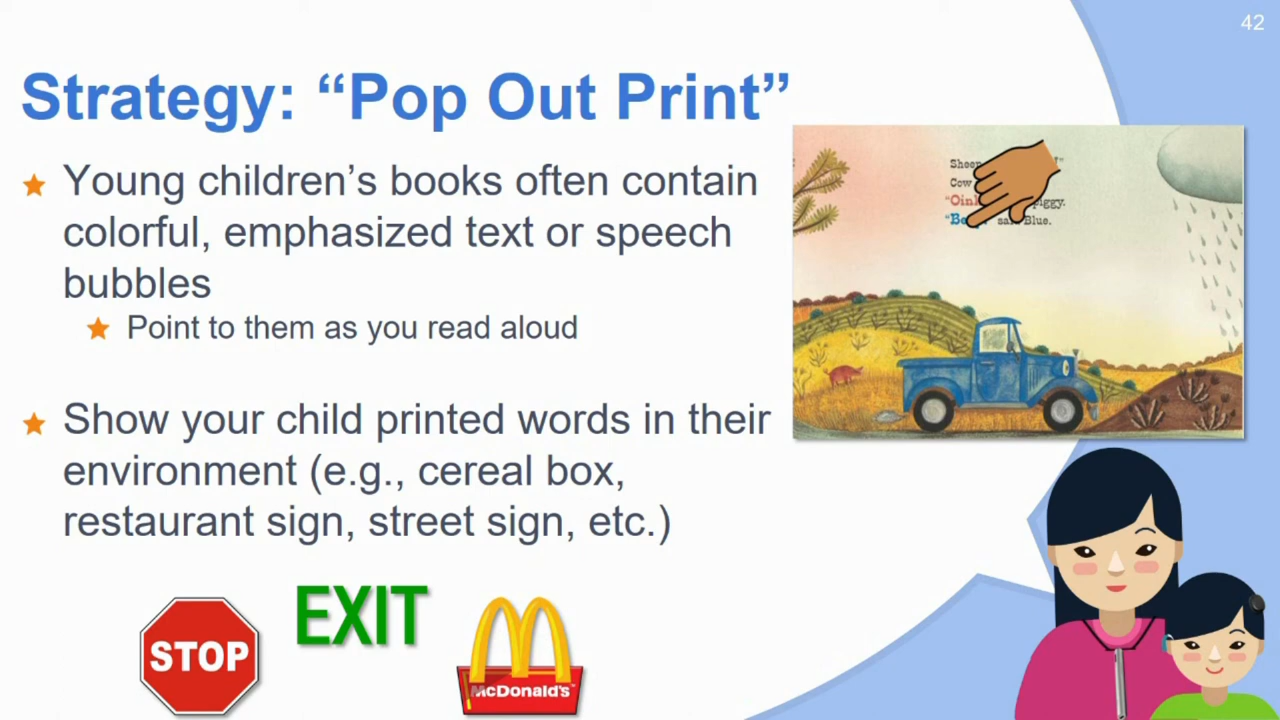 42
Strategy: “Pop Out Print”
Young children’s books often contain
colorful, emphasized text or speech
bubbles
Point to them as you read aloud
Show your child printed words in their
environment (e.g., cereal box,
restaurant sign, street sign, etc.)
Sheep
Cow
said Blue.
STOP
EXIT
McDonald's